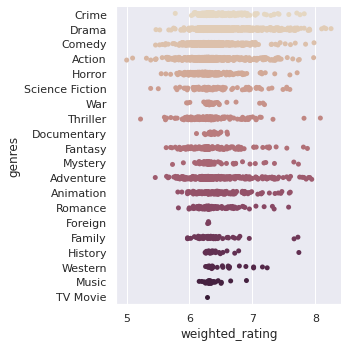 Crime
Drama
Comedy
Action
Horror
Science Fiction
War
Thriller
Documentary
Fantasy
Mystery
Adventure
Animation
Romance
Foreign
Family
History
Western
Music
TV Movie
genres
5 6 7 8
weighted_rating